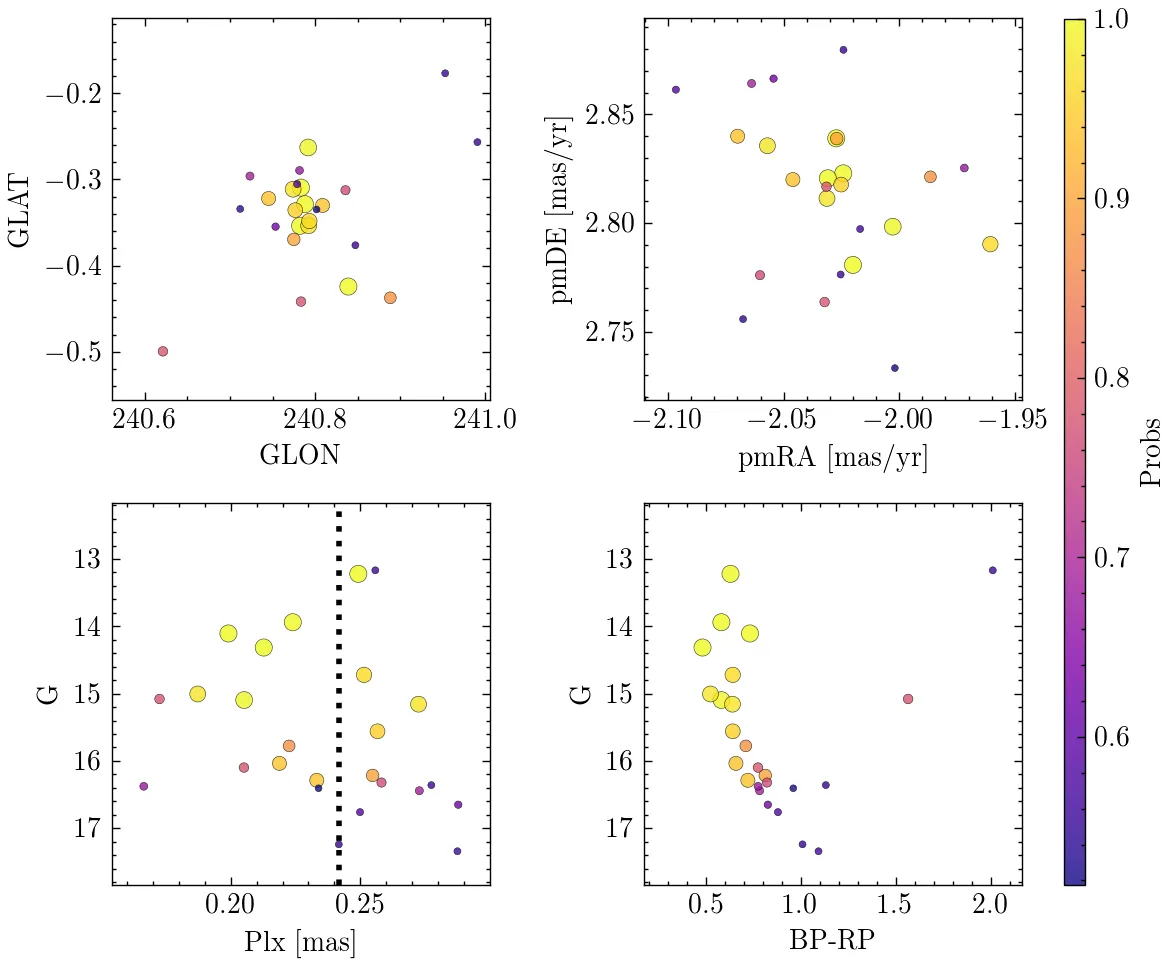 −0.2
−0.3
−0.4
−0.5
GLAT
240.6 240.8 241.0
GLON
2.85
2.80
2.75
pmDE [mas/yr]
−2.10 −2.05 −2.00 −1.95
pmRA [mas/yr]
1.0
0.9
0.8
0.7
0.6
Probs
13
14
15
16
17
G
0.20 0.25
Plx [mas]
13
14
15
16
17
G
0.5 1.0 1.5 2.0
BP-RP